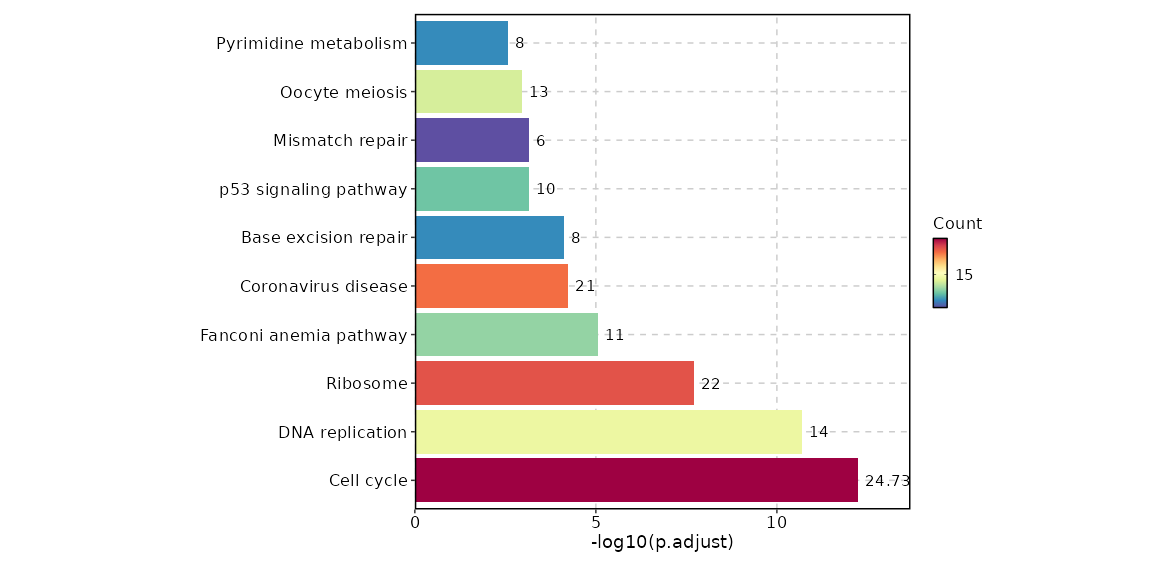 Pyrimidine metabolism 8
Oocyte meiosis 13
Mismatch repair 6
p53 signaling pathway 10
Base excision repair 8
Coronavirus disease 21
Fanconi anemia pathway 11
Ribosome 22
DNA replication 14
Cell cycle 24.73
0 5 10
-log10(p.adjust)
Count
15